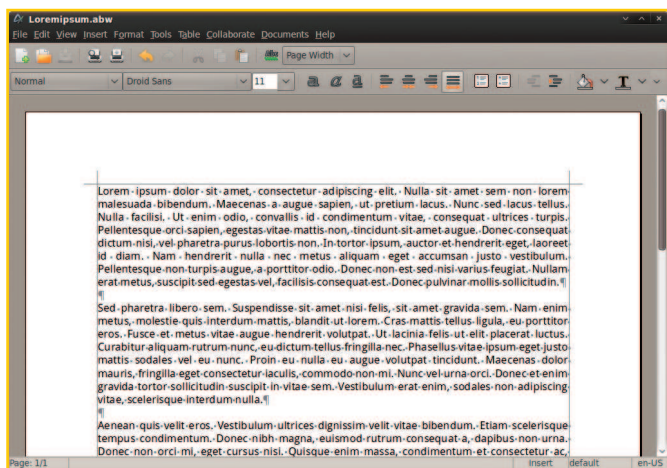 Loremipsum.abw
File Edit View Insert Format Tools Table Collaborate Documents Help
Abc Page Width
Normal Droid Sans 11 a a a T
Lorem·ipsum·dolor·sit·amet,·consectetur·adipiscing·elit.·Nulla·sit·amet·sem·non·lorem·
malesuada·bibendum.·Maecenas·a·augue·sapien,·ut·pretium·lacus.·Nunc·sed·lacus·tellus.·
Nulla·facilisi.·Ut·enim·odio,·convallis·id·condimentum·vitae,·consequat·ultrices·turpis.·
Pellentesque·orci·sapien,·egestas·vitae·mattis·non,·tincidunt·sit·amet·augue.·Donec·consequat·
dictum·nisi,·vel·pharetra·purus·lobortis·non.·In·tortor·ipsum,·auctor·et·hendrerit·eget,·laoreet·
id·diam.·Nam·hendrerit·nulla·nec·metus·aliquam·eget·accumsan·justo·vestibulum.·
Pellentesque·non·turpis·augue,·a·porttitor·odio.·Donec·non·est·sed·nisi·varius·feugiat.·Nullam·
erat·metus,·suscipit·sed·egestas·vel,·facilisis·consequat·est.·Donec·pulvinar·mollis·sollicitudin.¶
¶
Sed·pharetra·libero·sem.·Suspendisse·sit·amet·nisi·felis,·sit·amet·gravida·sem.·Nam·enim·
metus,·molestie·quis·interdum·mattis,·blandit·ut·lorem.·Cras·mattis·tellus·ligula,·eu·porttitor·
eros.·Fusce·et·metus·vitae·augue·hendrerit·volutpat.·Ut·lacinia·felis·ut·elit·placerat·luctus.·
Curabitur·aliquam·rutrum·nunc,·eu·dictum·tellus·fringilla·nec.·Phasellus·vitae·ipsum·eget·justo·
mattis·sodales·vel·eu·nunc.·Proin·eu·nulla·eu·augue·volutpat·tincidunt.·Maecenas·dolor·
mauris,·fringilla·eget·consectetur·iaculis,·commodo·non·mi.·Nunc·vel·urna·orci.·Donec·et·enim·
gravida·tortor·sollicitudin·suscipit·in·vitae·sem.·Vestibulum·erat·enim,·sodales·non·adipiscing·
vitae,·scelerisque·interdum·nulla.¶
¶
Aenean·quis·velit·eros.·Vestibulum·ultrices·dignissim·velit·vitae·bibendum.·Etiam·scelerisque·
tempus·condimentum.·Donec·nibh·magna,·euismod·rutrum·consequat·a,·dapibus·non·urna.·
Donec·non·orci·mi,·eget·cursus·nisi.·Quisque·enim·massa,·condimentum·et·consectetur·ac,·
Page: 1/1 Insert default en-US